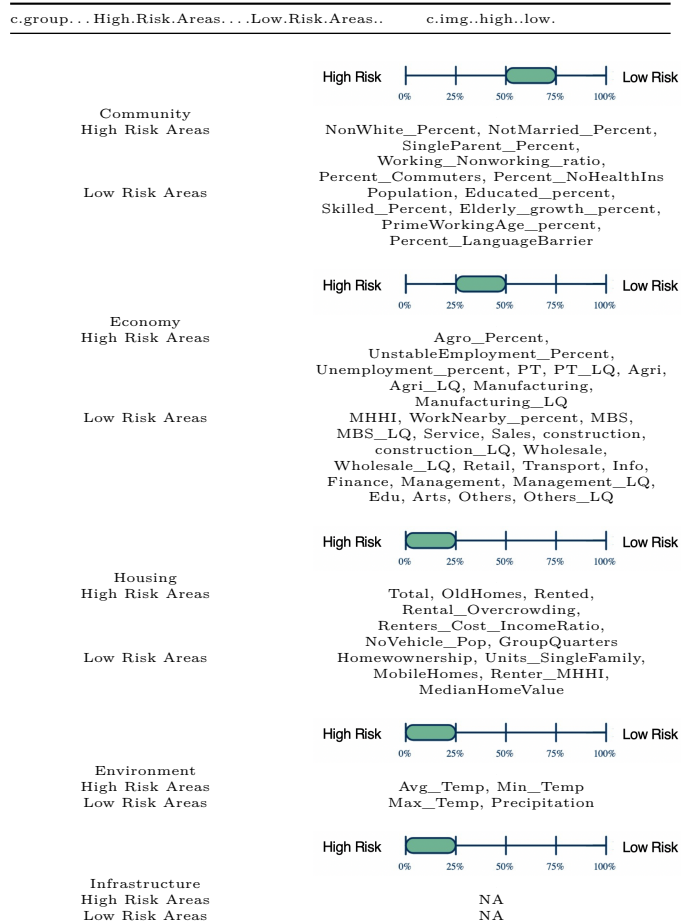 c.group. . . High.Risk.Areas. . . .Low.Risk.Areas.. c.img..high..low.
High Risk Low Risk
0% 25% 50% 75% 100%
Community
High Risk Areas NonWhite_Percent, NotMarried_Percent,
SingleParent_Percent,
Working_Nonworking_ratio,
Percent_Commuters, Percent_NoHealthIns
Low Risk Areas Population, Educated_percent,
Skilled_Percent, Elderly_growth_percent,
PrimeWorkingAge_percent,
Percent_LanguageBarrier
High Risk Low Risk
0% 25% 50% 75% 100%
Economy
High Risk Areas Agro_Percent,
UnstableEmployment_Percent,
Unemployment_percent, PT, PT_LQ, Agri,
Agri_LQ, Manufacturing,
Manufacturing_LQ
Low Risk Areas MHHI, WorkNearby_percent, MBS,
MBS_LQ, Service, Sales, construction,
construction_LQ, Wholesale,
Wholesale_LQ, Retail, Transport, Info,
Finance, Management, Management_LQ,
Edu, Arts, Others, Others_LQ
High Risk Low Risk
0% 25% 50% 75% 100%
Housing
High Risk Areas Total, OldHomes, Rented,
Rental_Overcrowding,
Renters_Cost_IncomeRatio,
NoVehicle_Pop, GroupQuarters
Low Risk Areas Homewownership, Units_SingleFamily,
MobileHomes, Renter_MHHI,
MedianHomeValue
High Risk Low Risk
0% 25% 50% 75% 100%
Environment
High Risk Areas Avg_Temp, Min_Temp
Low Risk Areas Max_Temp, Precipitation
High Risk Low Risk
0% 25% 50% 75% 100%
Infrastructure
High Risk Areas NA
Low Risk Areas NA